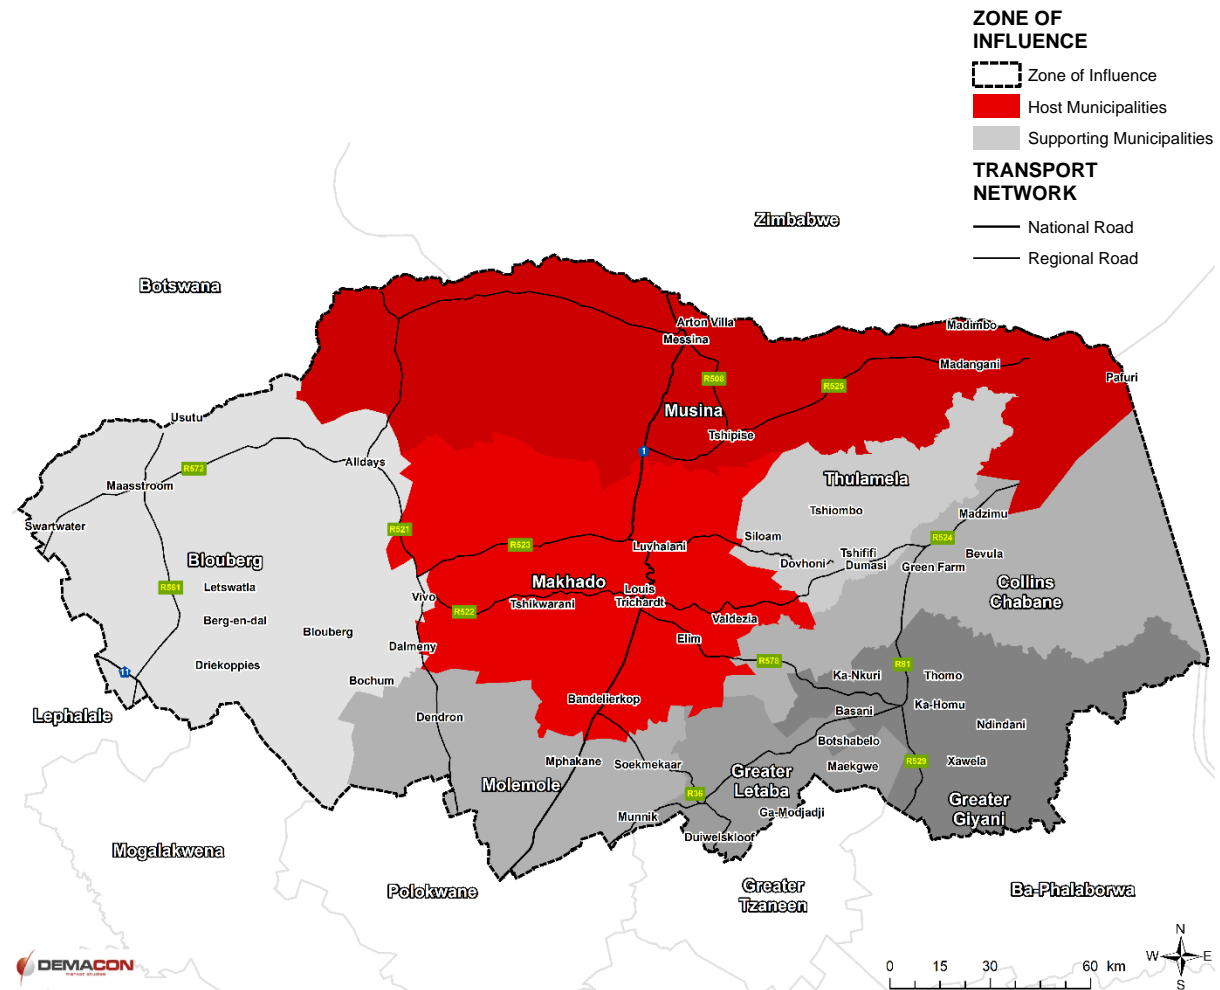 ZONE OF
INFLUENCE
Zone of Influence
Host Municipalities
Supporting Municipalities
TRANSPORT
NETWORK
National Road
Regional Road
Zimbabwe
Botswana
Arton Villa
Madimbo
Messina
Madangani
R508
Pafuri
R525
Musina
Usutu
Tshipise
1
Alldays
R572
Thulamela
Maasstroom
Tshiombo
Madzimu
Swartwater
R521
Siloam
R524
R523
Luvhalani
Tshififi
Bevula
Blouberg
Dovhoni
Dumasi
Green Farm
Makhado
Collins
Chabane
R561
Letswatla
Louis
Trichardt
Vivo
R522
Tshikwarani
Valdezia
Berg-en-dal
Blouberg
Elim
Dalmeny
R578
R81
Driekoppies
11
Ka-Nkuri
Thomo
Bochum
Bandelierkop
Ka-Homu
Lephalale
Dendron
Basani
Ndindani
Botshabelo
Mphakane
Soekmekaar
Maekgwe
R529
Xawela
Molemole
Greater
Letaba
R36
Greater
Giyani
Munnik
Ga-Modjadji
Duiwelskloof
Mogalakwena
Polokwane
Greater
Tzaneen
Ba-Phalaborwa
N
W
E
S
DEMACON
market studies
0 15 30 60 km